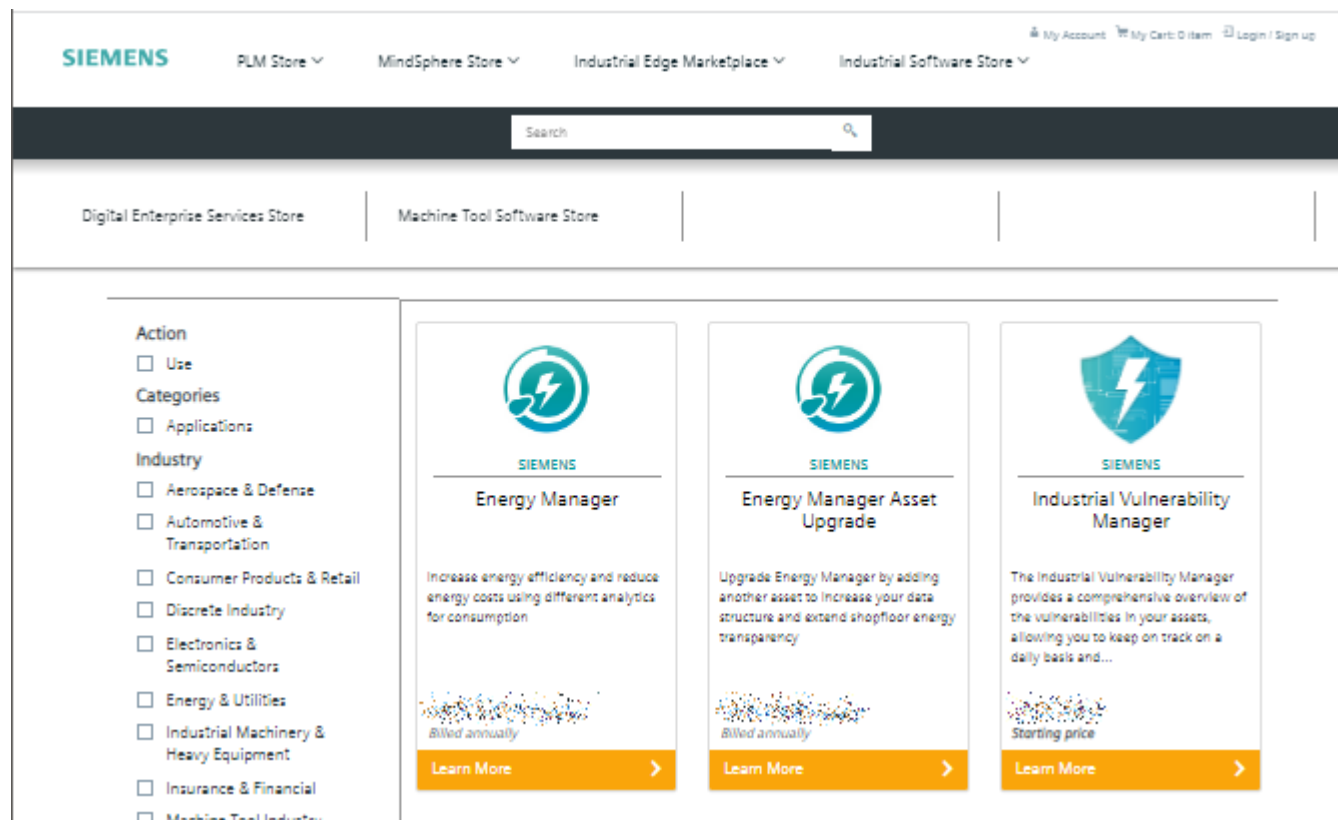 My Account My Cart: 0 item Login / Sign up
SIEMENS PLM Store MindSphere Store Industrial Edge Marketplace Industrial Software Store
Search
Digital Enterprise Services Store Machine Tool Software Store
Action
Use
Categories
Applications
Industry
Aerospace & Defense
Automotive &
Transportation
Consumer Products & Retail
Discrete Industry
Electronics &
Semiconductors
Energy & Utilities
Industrial Machinery &
Heavy Equipment
Insurance & Financial
Machine Tool Industry
SIEMENS
Energy Manager
Increase energy efficiency and reduce
energy costs using different analytics
for consumption
Billed annually
Learn More
SIEMENS
Energy Manager Asset
Upgrade
Upgrade Energy Manager by adding
another asset to increase your data
structure and extend shopfloor energy
transparency
Billed annually
Learn More
SIEMENS
Industrial Vulnerability
Manager
The Industrial Vulnerability Manager
provides a comprehensive overview of
the vulnerabilities in your assets,
allowing you to keep on track on a
daily basis and...
Starting price
Learn More